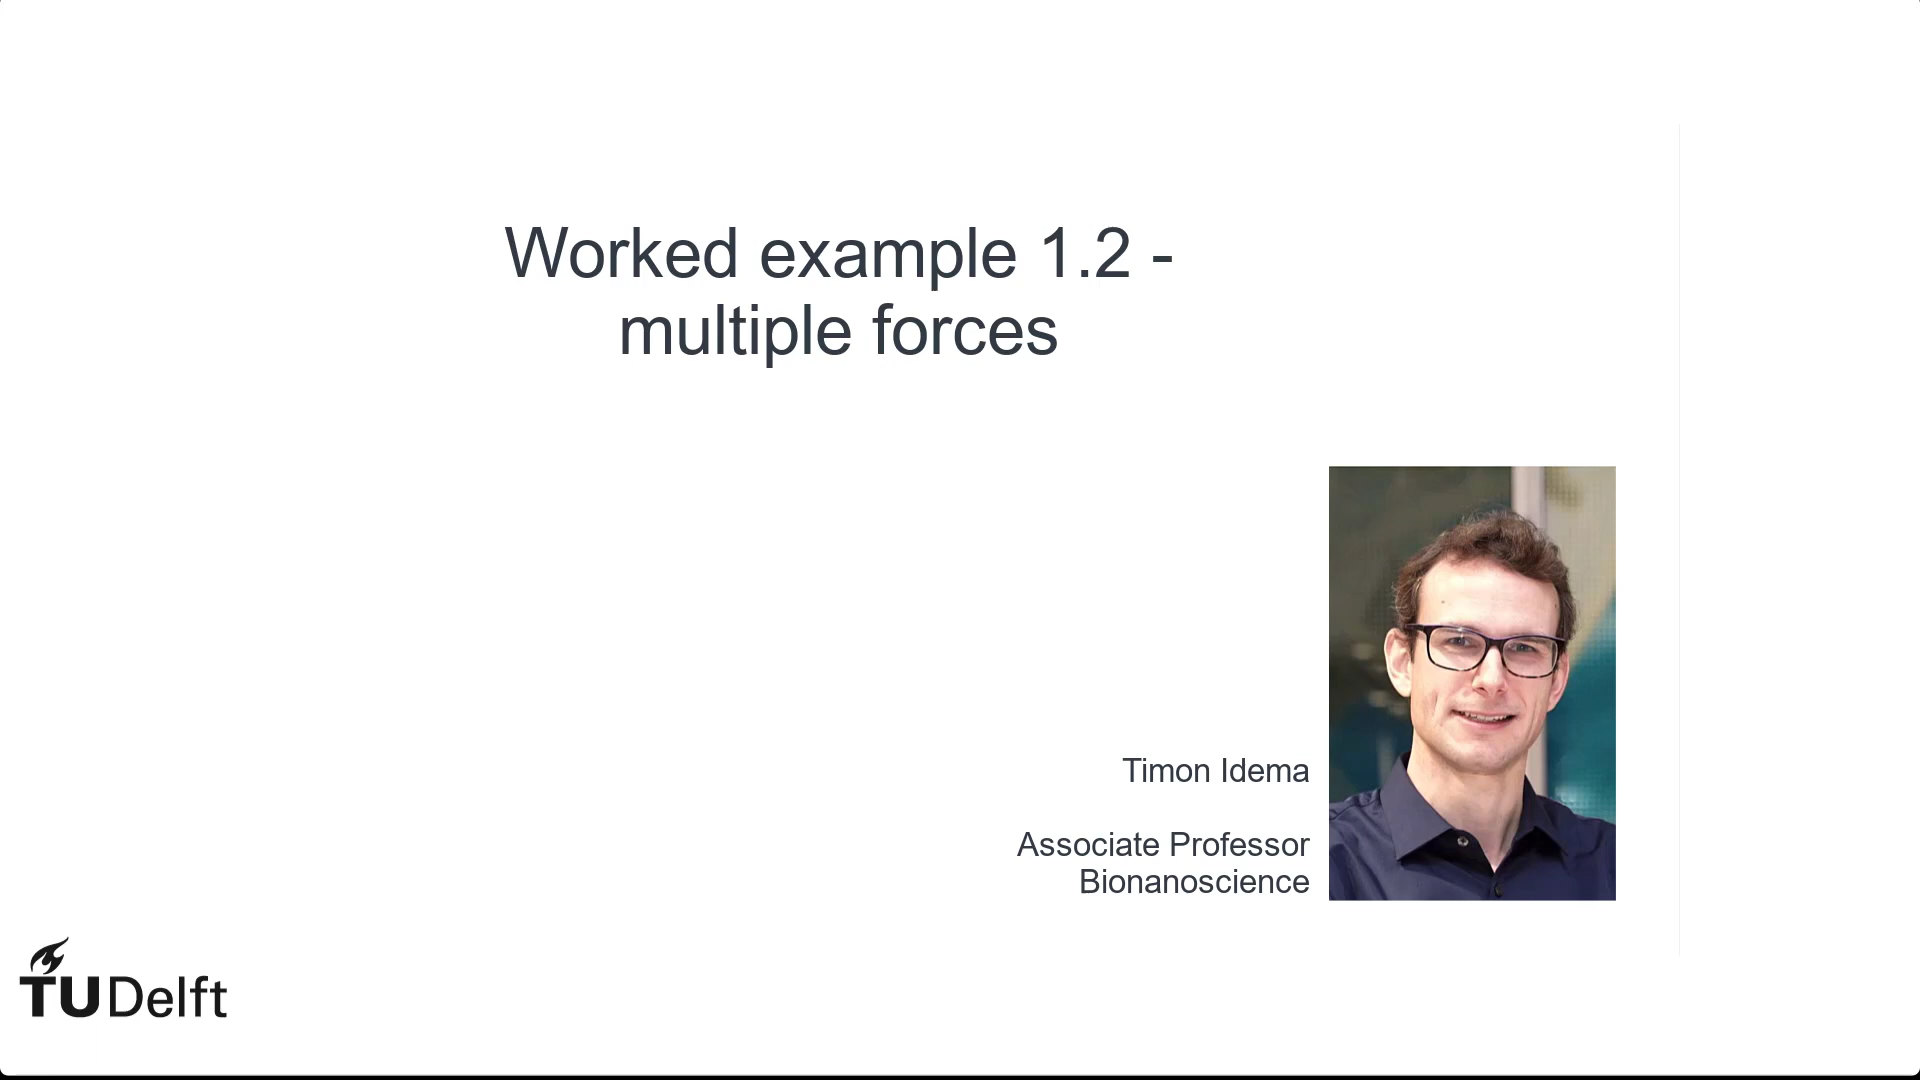 Worked example 1.2 -
multiple forces
Timon Idema
Associate Professor
Bionanoscience
TUDelft